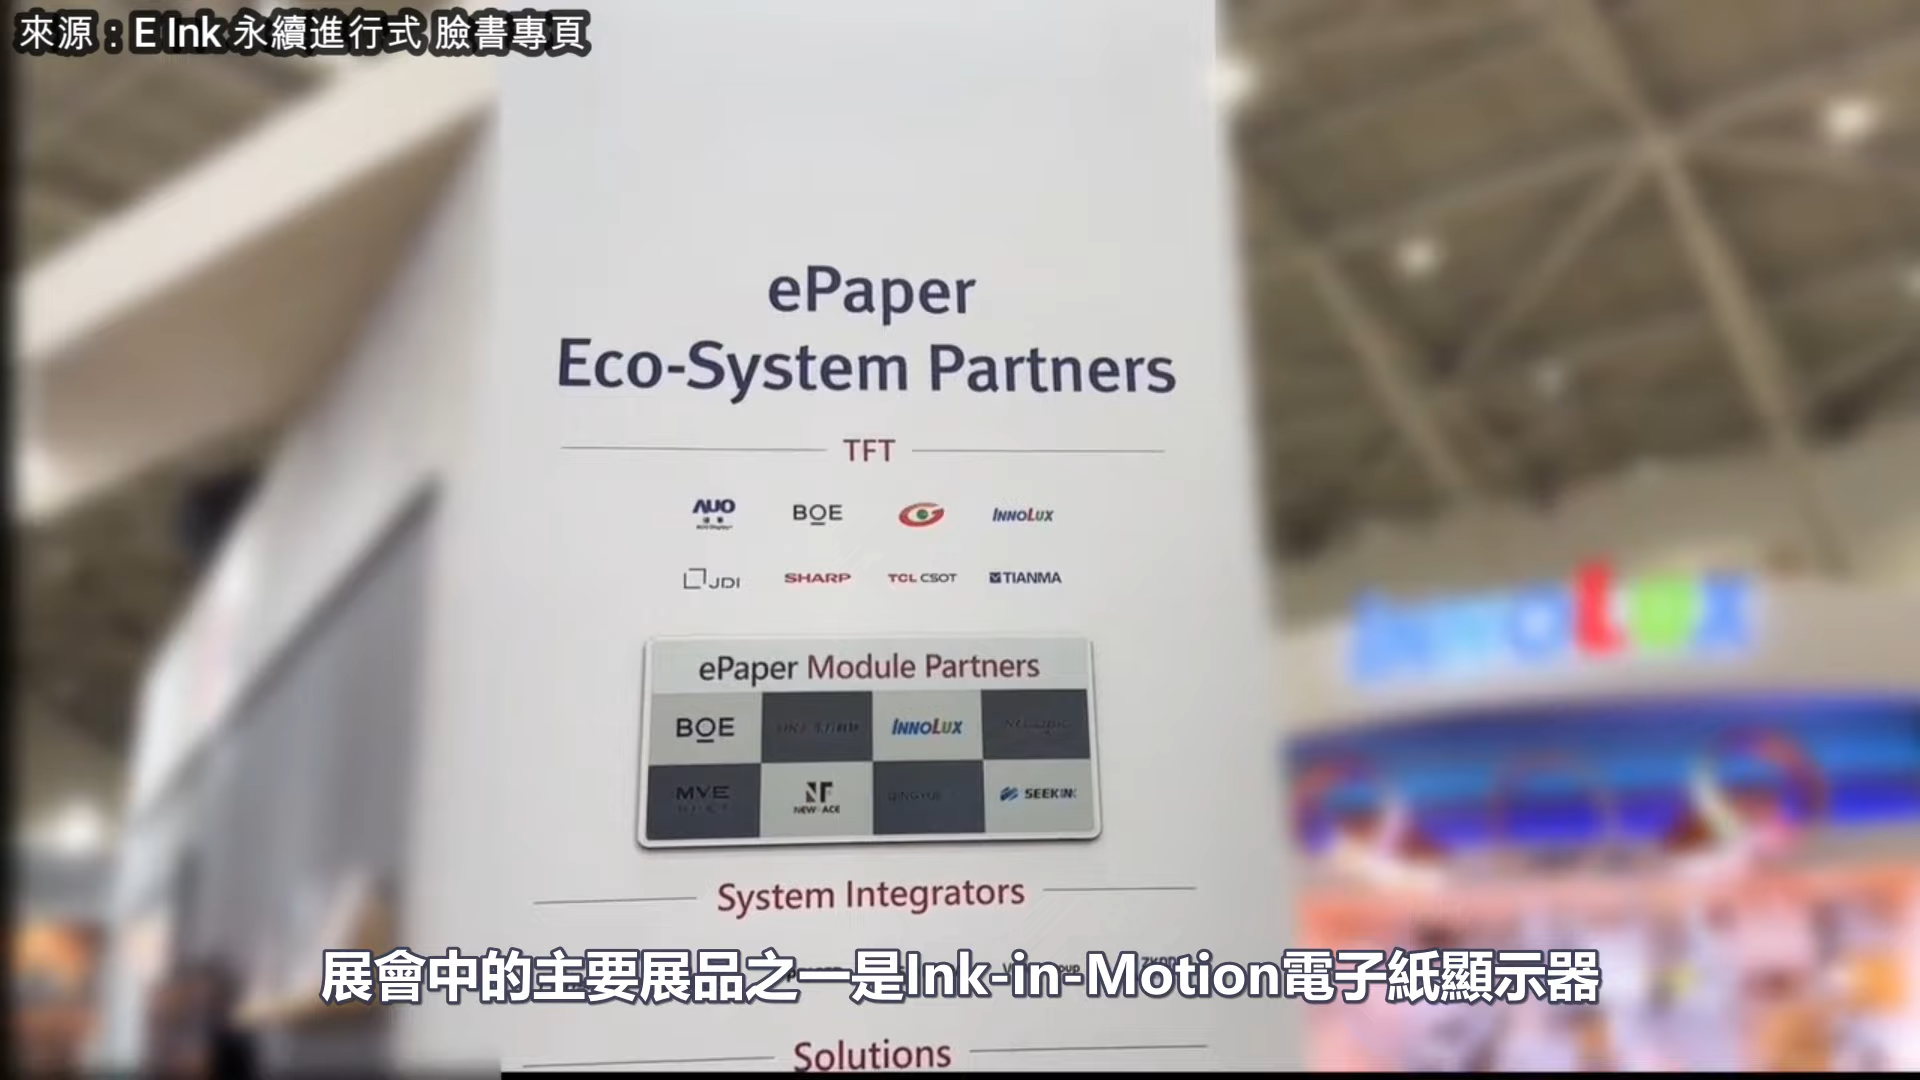 來源：E Ink 永續進行式 臉書專頁
ePaper
Eco-System Partners
TFT
AUO BOE INNOLUX
JDI SHARP TCL CSOT TIANMA
ePaper Module Partners
BOE INNOLUX
MVE NEW ACE SEEKIN
System Integrators
展會中的主要展品之一是Ink-in-Motion電子紙顯示器
Solutions
INNOLUX